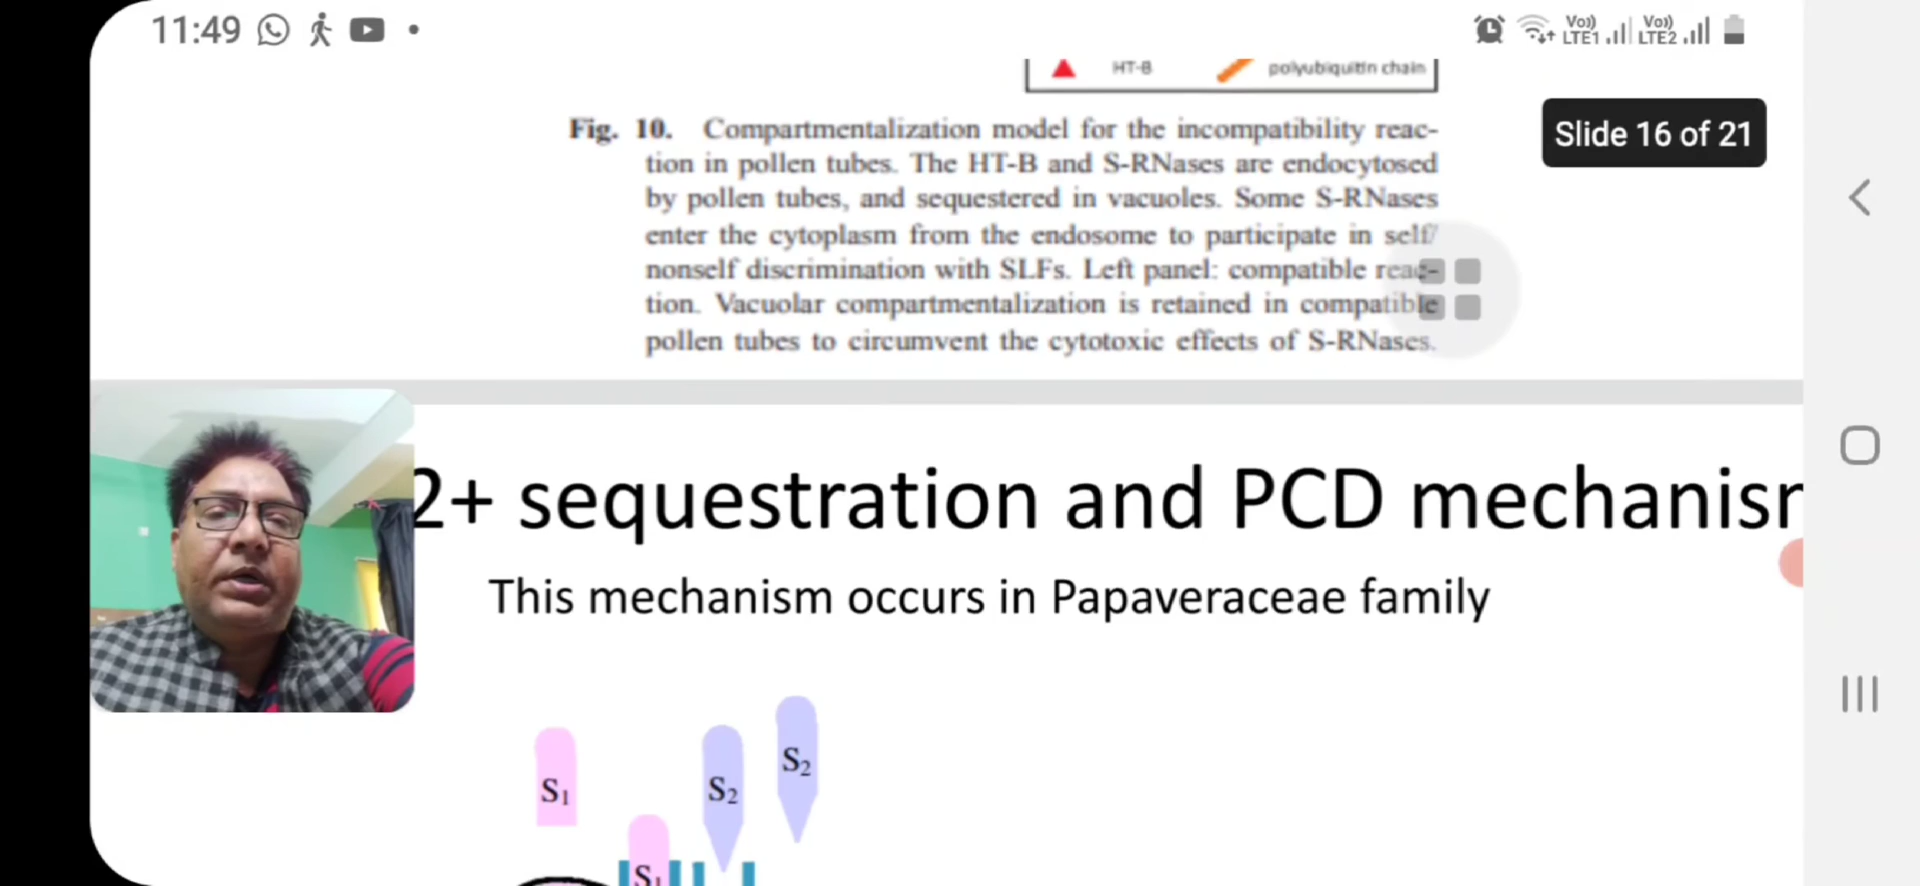 11:49
Vo)) LTE1 Vo)) LTE2
HT-B polyubiquitin chain
Slide 16 of 21
Fig. 10. Compartmentalization model for the incompatibility reac-
tion in pollen tubes. The HT-B and S-RNases are endocytosed
by pollen tubes, and sequestered in vacuoles. Some S-RNases
enter the cytoplasm from the endosome to participate in self/
nonself discrimination with SLFs. Left panel: compatible reac-
tion. Vacuolar compartmentalization is retained in compatible
pollen tubes to circumvent the cytotoxic effects of S-RNases.
2+ sequestration and PCD mechanism
This mechanism occurs in Papaveraceae family
S2
S1 S2
S1